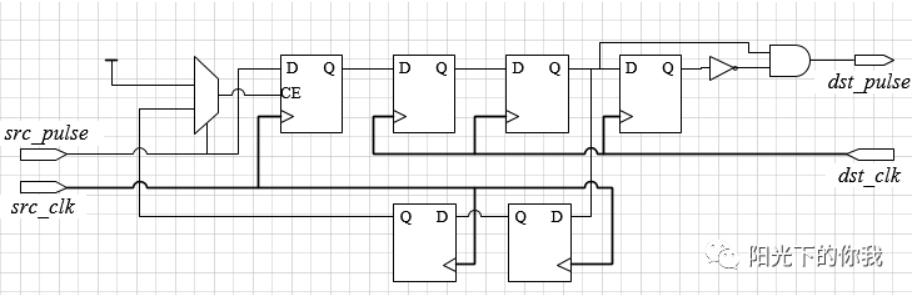 D Q D Q D Q D Q
CE
dst_pulse
src_pulse
dst_clk
src_clk
Q D Q D
阳光下的你我